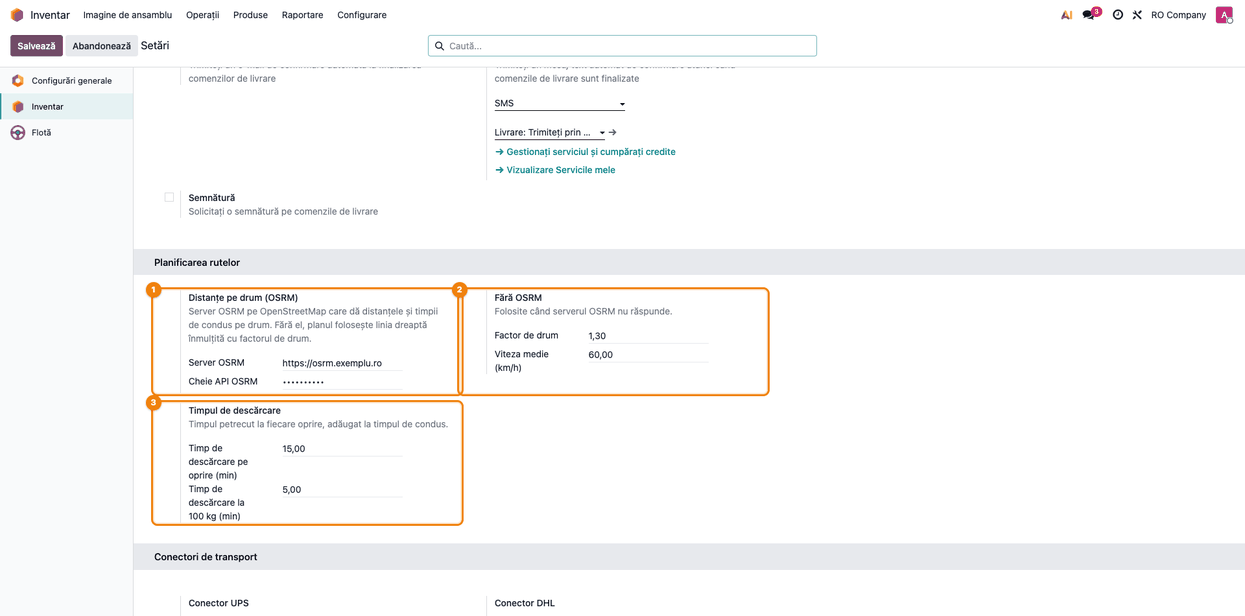 Inventar Imagine de ansamblu Operații Produse Raportare Configurare AI 3 RO Company A
Salvează Abandonează Setări Caută...
Configurări generale
Inventar
Flotă
comenzilor de livrare
comenzile de livrare sunt finalizate
SMS
Livrare: Trimiteți prin ...
Gestionați serviciul și cumpărați credite
Vizualizare Servicile mele
Semnătură
Solicitați o semnătură pe comenzile de livrare
Planificarea rutelor
1
Distanțe pe drum (OSRM)
Server OSRM pe OpenStreetMap care dă distanțele și timpii
de condus pe drum. Fără el, planul folosește linia dreaptă
înmulțită cu factorul de drum.
Server OSRM https://osrm.exemplu.ro
Cheie API OSRM ••••••••••
2
Fără OSRM
Folosite când serverul OSRM nu răspunde.
Factor de drum 1,30
Viteza medie 60,00
(km/h)
3
Timpul de descărcare
Timpul petrecut la fiecare oprire, adăugat la timpul de condus.
Timp de 15,00
descărcare pe
oprire (min)
Timp de 5,00
descărcare la
100 kg (min)
Conectori de transport
Conector UPS Conector DHL